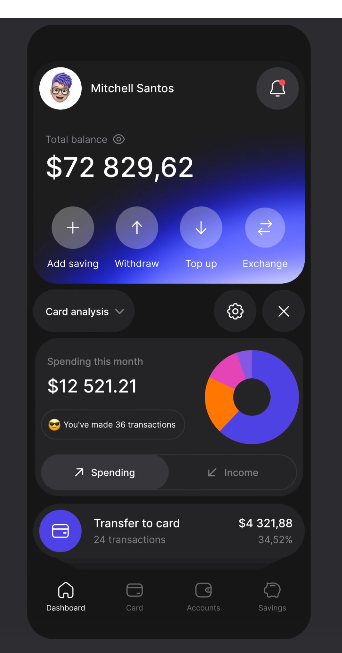 Mitchell Santos
Total balance
$72 829,62
Add saving Withdraw Top up Exchange
Card analysis
Spending this month
$12 521.21
You've made 36 transactions
Spending Income
Transfer to card $4 321,88
24 transactions 34,52%
Dashboard Card Accounts Savings